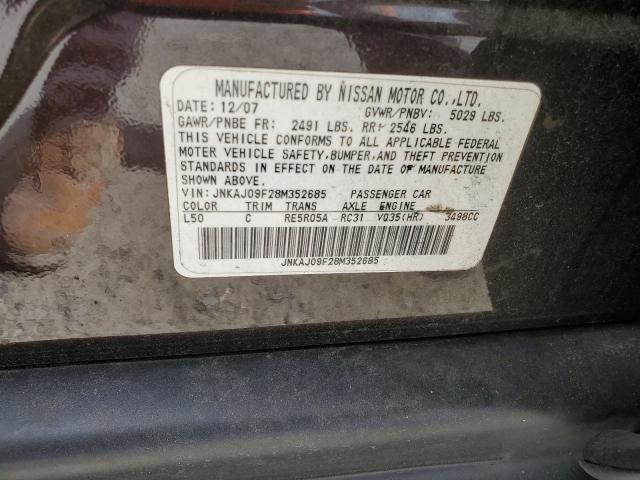 MANUFACTURED BY NISSAN MOTOR CO.,LTD.
DATE: 12/07 GVWR/PNBV: 5029 LBS.
GAWR/PNBE FR: 2491 LBS. RR: 2546 LBS.
THIS VEHICLE CONFORMS TO ALL APPLICABLE FEDERAL
MOTOR VEHICLE SAFETY, BUMPER, AND THEFT PREVENTION
STANDARDS IN EFFECT ON THE DATE OF MANUFACTURE
SHOWN ABOVE.
VIN: JNKAJ09F28M352685 PASSENGER CAR
COLOR TRIM TRANS AXLE ENGINE
L50 C RE5R05A RC31 VQ35(HR) 3498CC
JNKAJ09F28M352685